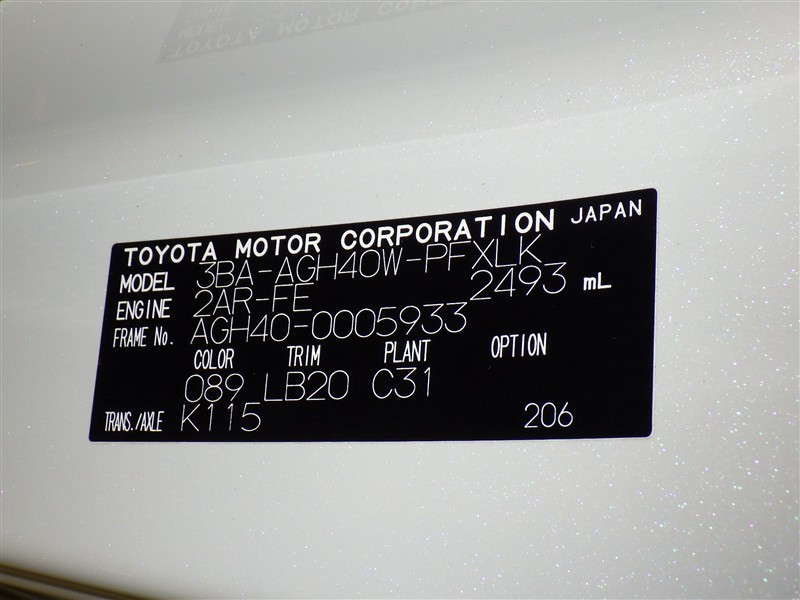 TOYOTA MOTOR CORPORATION JAPAN
MODEL 3BA-AGH40W-PFXLK
ENGINE 2AR-FE 2493 mL
FRAME No. AGH40-0005933
COLOR TRIM PLANT OPTION
089 LB20 C31
TRANS./AXLE K115 206